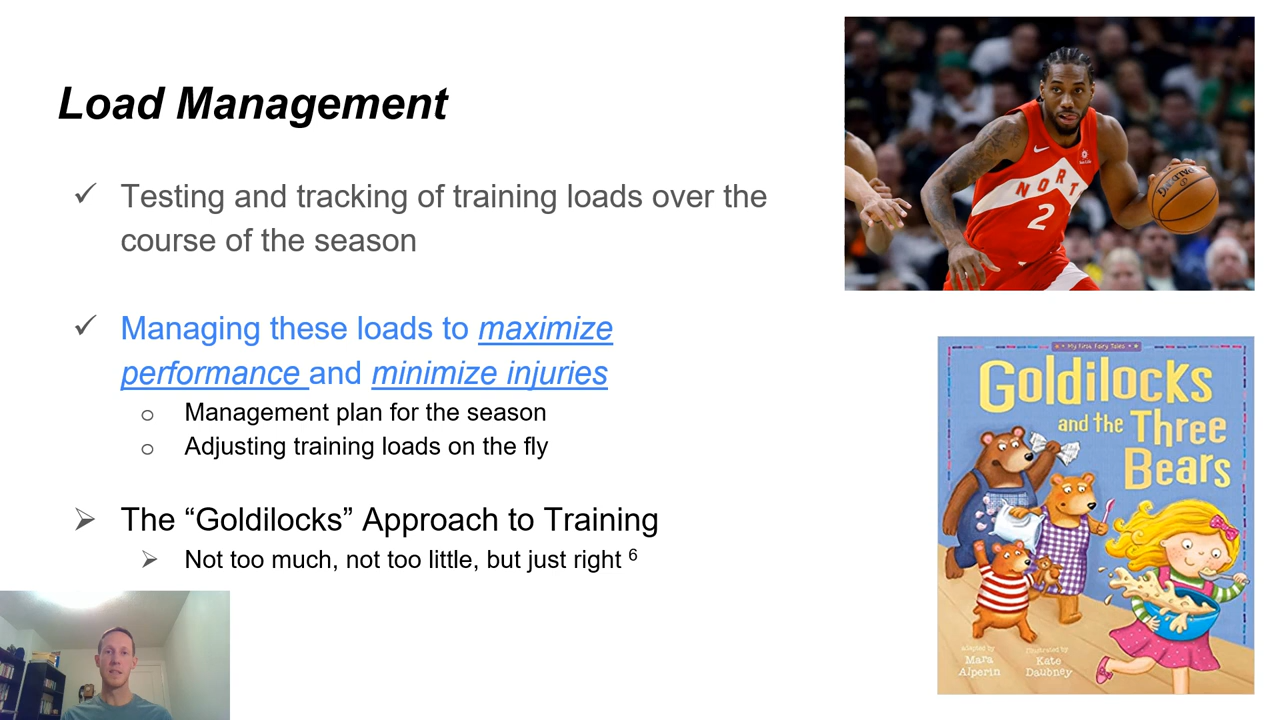 Load Management
✓ Testing and tracking of training loads over the
course of the season
✓ Managing these loads to maximize
performance and minimize injuries
o Management plan for the season
o Adjusting training loads on the fly
➢ The “Goldilocks” Approach to Training
➢ Not too much, not too little, but just right ⁶
NORT
2
My First Fairy Tales
Goldilocks
and the Three
Bears
adapted by
Mara
Alperin
illustrated by
Kate
Daubney